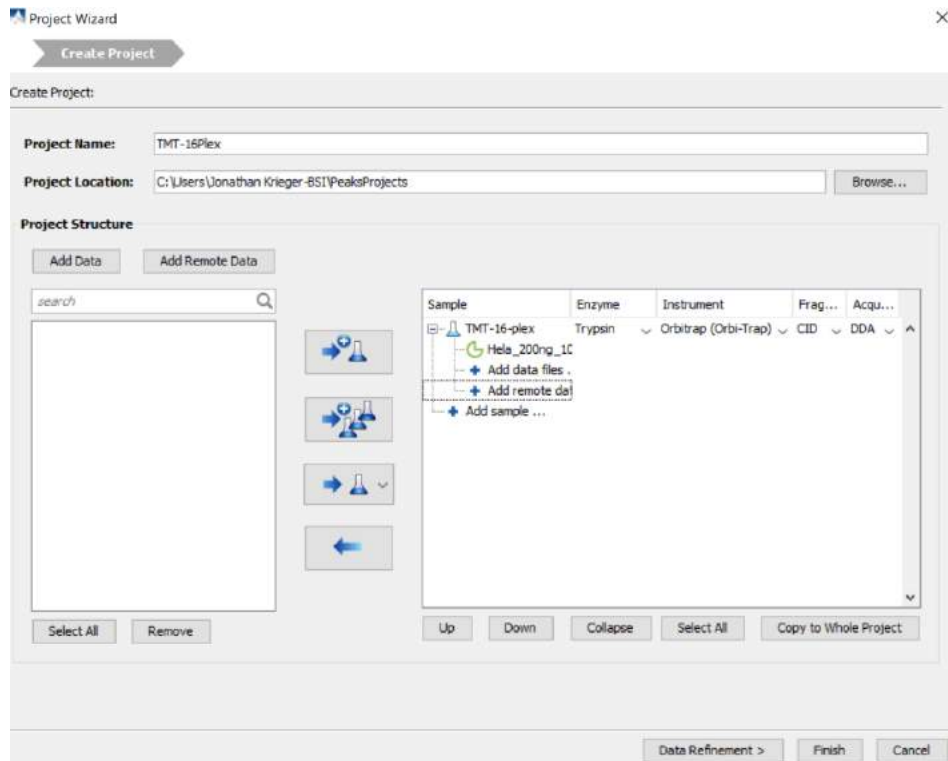 Project Wizard
Create Project
Create Project:
Project Name: TMT-16Plex
Project Location: C:\Users\Jonathan Krieger-BSI\PeaksProjects Browse...
Project Structure
Add Data Add Remote Data
search
Sample Enzyme Instrument Frag... Acqu...
TMT-16-plex Trypsin Orbitrap (Orbi-Trap) CID DDA
Hela_200ng_10
Add data files .
Add remote dat
Add sample ...
Select All Remove
Up Down Collapse Select All Copy to Whole Project
Data Refinement > Finish Cancel